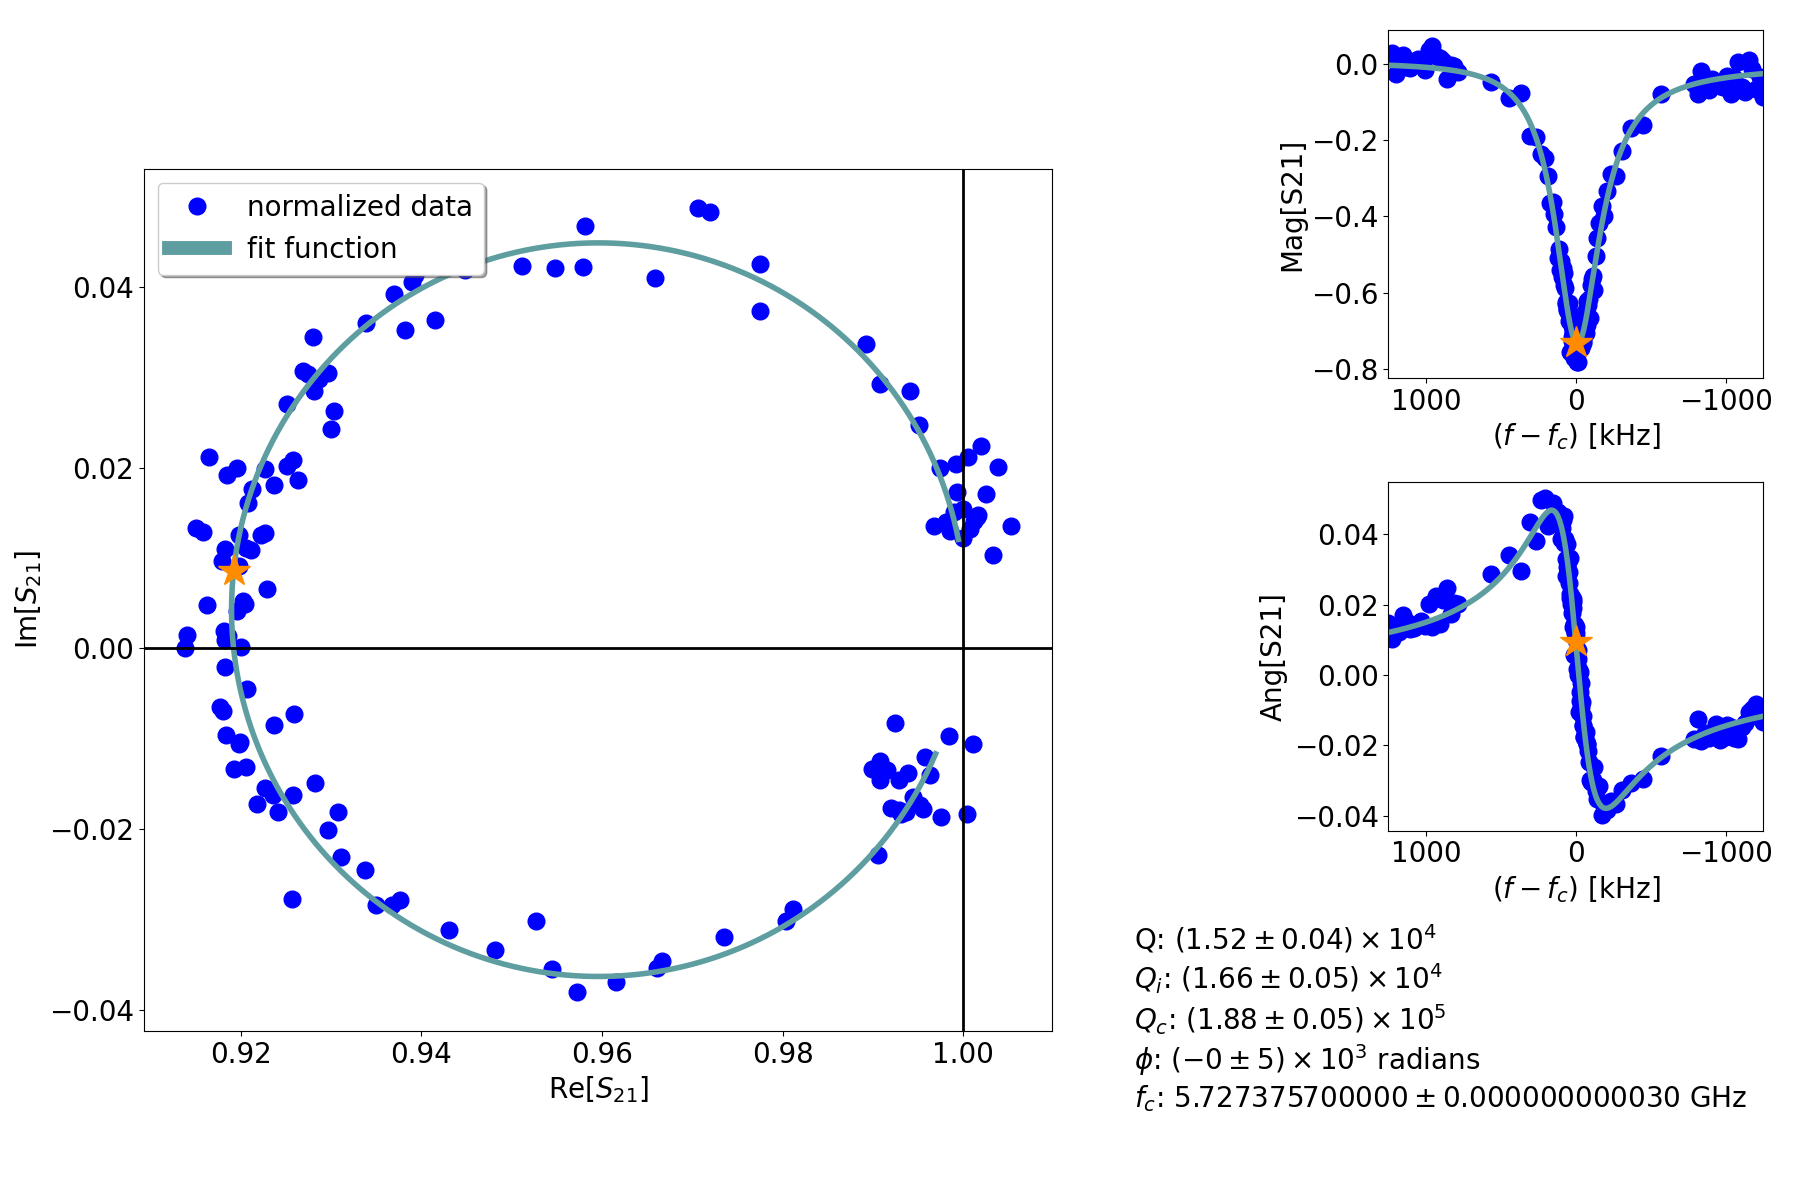 normalized data
fit function
0.04
0.02
0.00
−0.02
−0.04
Im[S21]
0.92
0.94
0.96
0.98
1.00
Re[S21]
0.0
−0.2
−0.4
−0.6
−0.8
Mag[S21]
1000
0
−1000
(f − fc) [kHz]
0.04
0.02
0.00
−0.02
−0.04
Ang[S21]
1000
0
−1000
(f − fc) [kHz]
Q: (1.52 ± 0.04) × 10^4
Qi: (1.66 ± 0.05) × 10^4
Qc: (1.88 ± 0.05) × 10^5
ϕ: (−0 ± 5) × 10^3 radians
fc: 5.727375700000 ± 0.000000000030 GHz